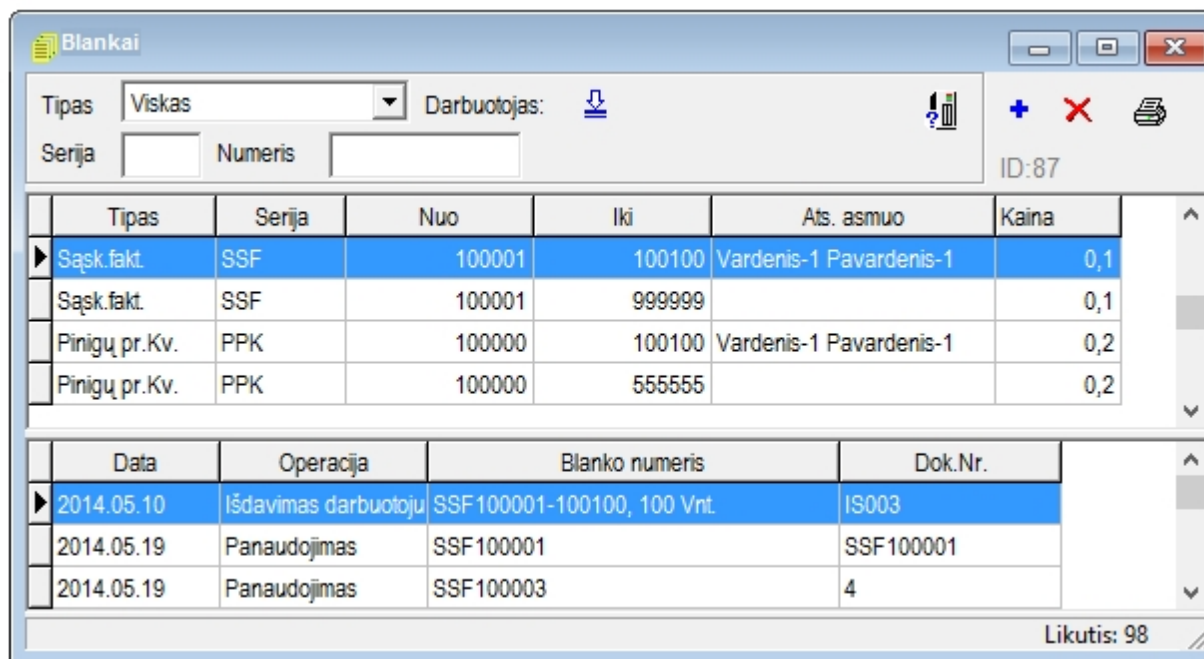 Blankai
Tipas Viskas Darbuotojas:
Serija Numeris
ID:87
Tipas Serija Nuo Iki Ats. asmuo Kaina
Sąsk.fakt. SSF 100001 100100 Vardenis-1 Pavardenis-1 0,1
Sąsk.fakt. SSF 100001 999999 0,1
Pinigų pr.Kv. PPK 100000 100100 Vardenis-1 Pavardenis-1 0,2
Pinigų pr.Kv. PPK 100000 555555 0,2
Data Operacija Blanko numeris Dok.Nr.
2014.05.10 Išdavimas darbuotoju SSF100001-100100, 100 Vnt. IS003
2014.05.19 Panaudojimas SSF100001 SSF100001
2014.05.19 Panaudojimas SSF100003 4
Likutis: 98